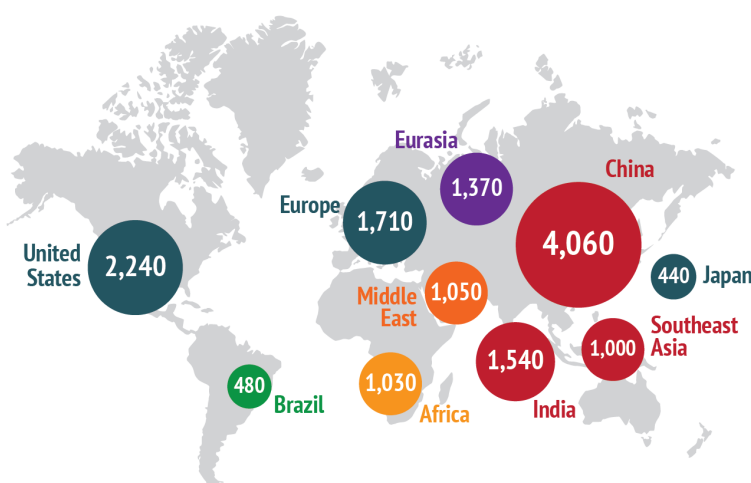 Eurasia
1,370
China
Europe
1,710
4,060
United
States
2,240
440
Japan
Middle
East
1,050
Southeast
Asia
1,000
1,540
India
480
Brazil
1,030
Africa